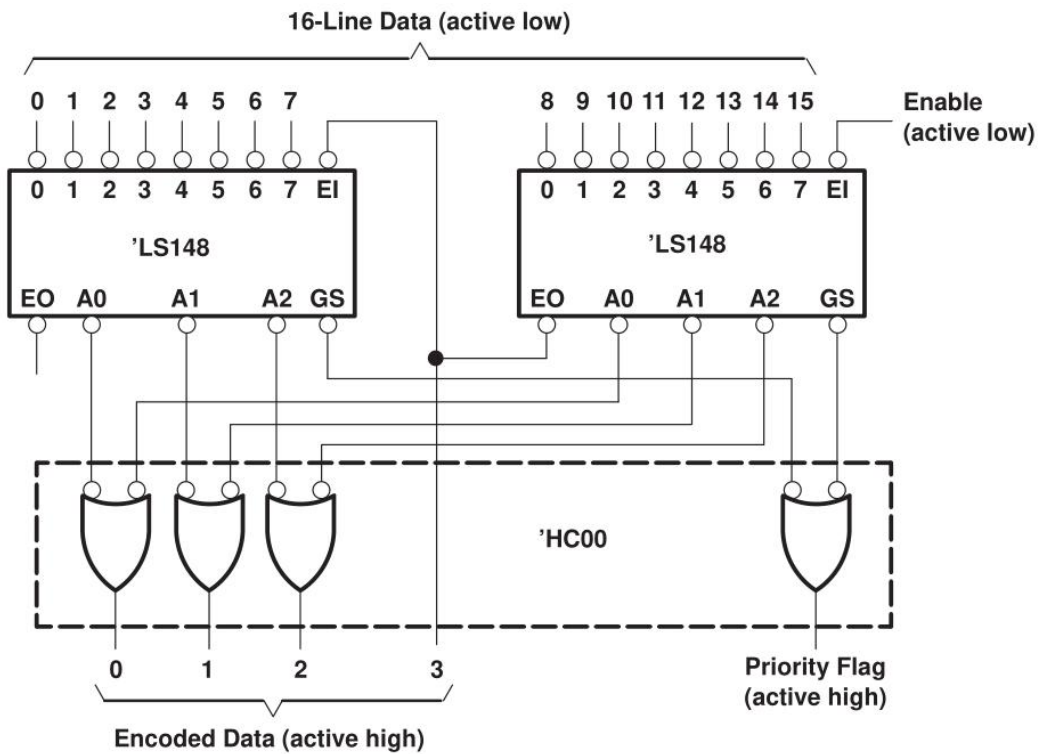 16-Line Data (active low)
0 1 2 3 4 5 6 7
8 9 10 11 12 13 14 15
Enable
(active low)
0 1 2 3 4 5 6 7 EI
0 1 2 3 4 5 6 7 EI
’LS148
’LS148
EO A0 A1 A2 GS
EO A0 A1 A2 GS
’HC00
0 1 2 3
Priority Flag
(active high)
Encoded Data (active high)